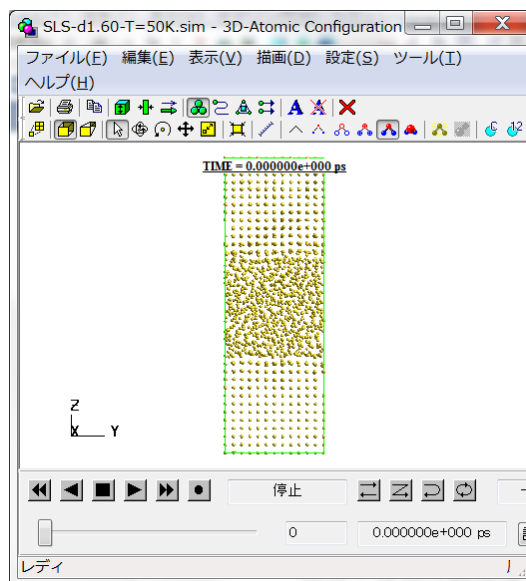 SLS-d1.60-T=50K.sim - 3D-Atomic Configuration
ファイル(F) 編集(E) 表示(V) 描画(D) 設定(S) ツール(T)
ヘルプ(H)
A
C 12
TIME = 0.000000e+000 ps
Z
X Y
停止
0 0.000000e+000 ps
レディ